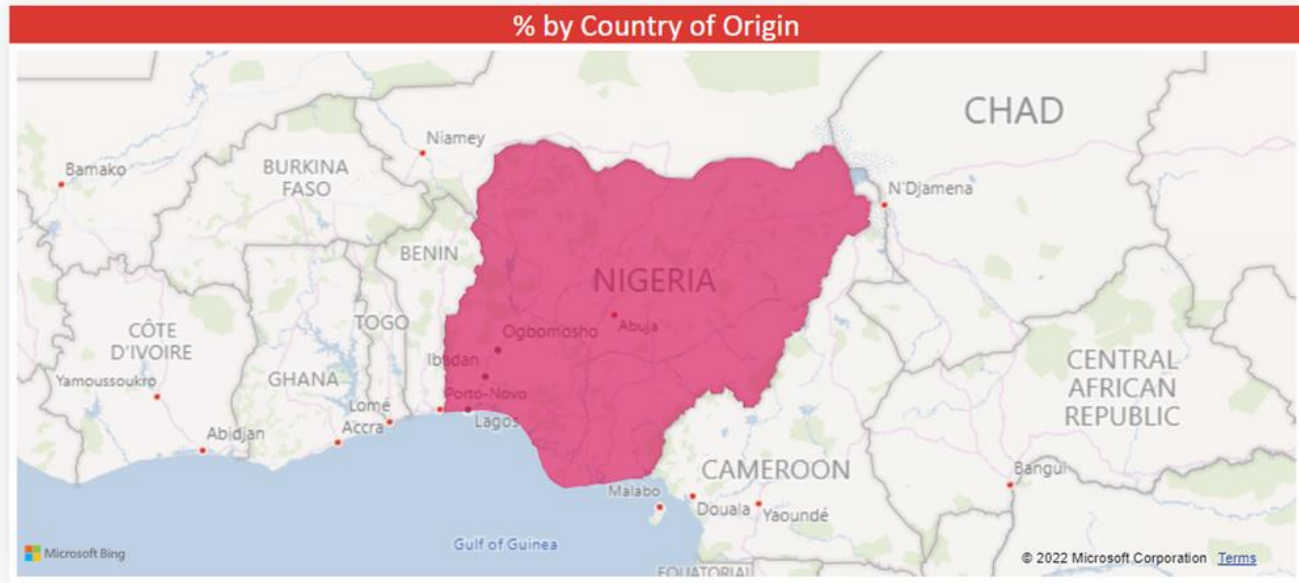 % by Country of Origin
CHAD
Niamey
Bamako
BURKINA
FASO
N'Djamena
BENIN
NIGERIA
CÔTE
D'IVOIRE
TOGO
Ogbomosho
Abuja
Ibadan
GHANA
CENTRAL
AFRICAN
REPUBLIC
Yamoussoukro
Porto-Novo
Lomé
Lagos
Accra
Abidjan
CAMEROON
Bangui
Malabo
Douala
Yaoundé
Gulf of Guinea
Microsoft Bing
© 2022 Microsoft Corporation Terms
EQUATORIAL